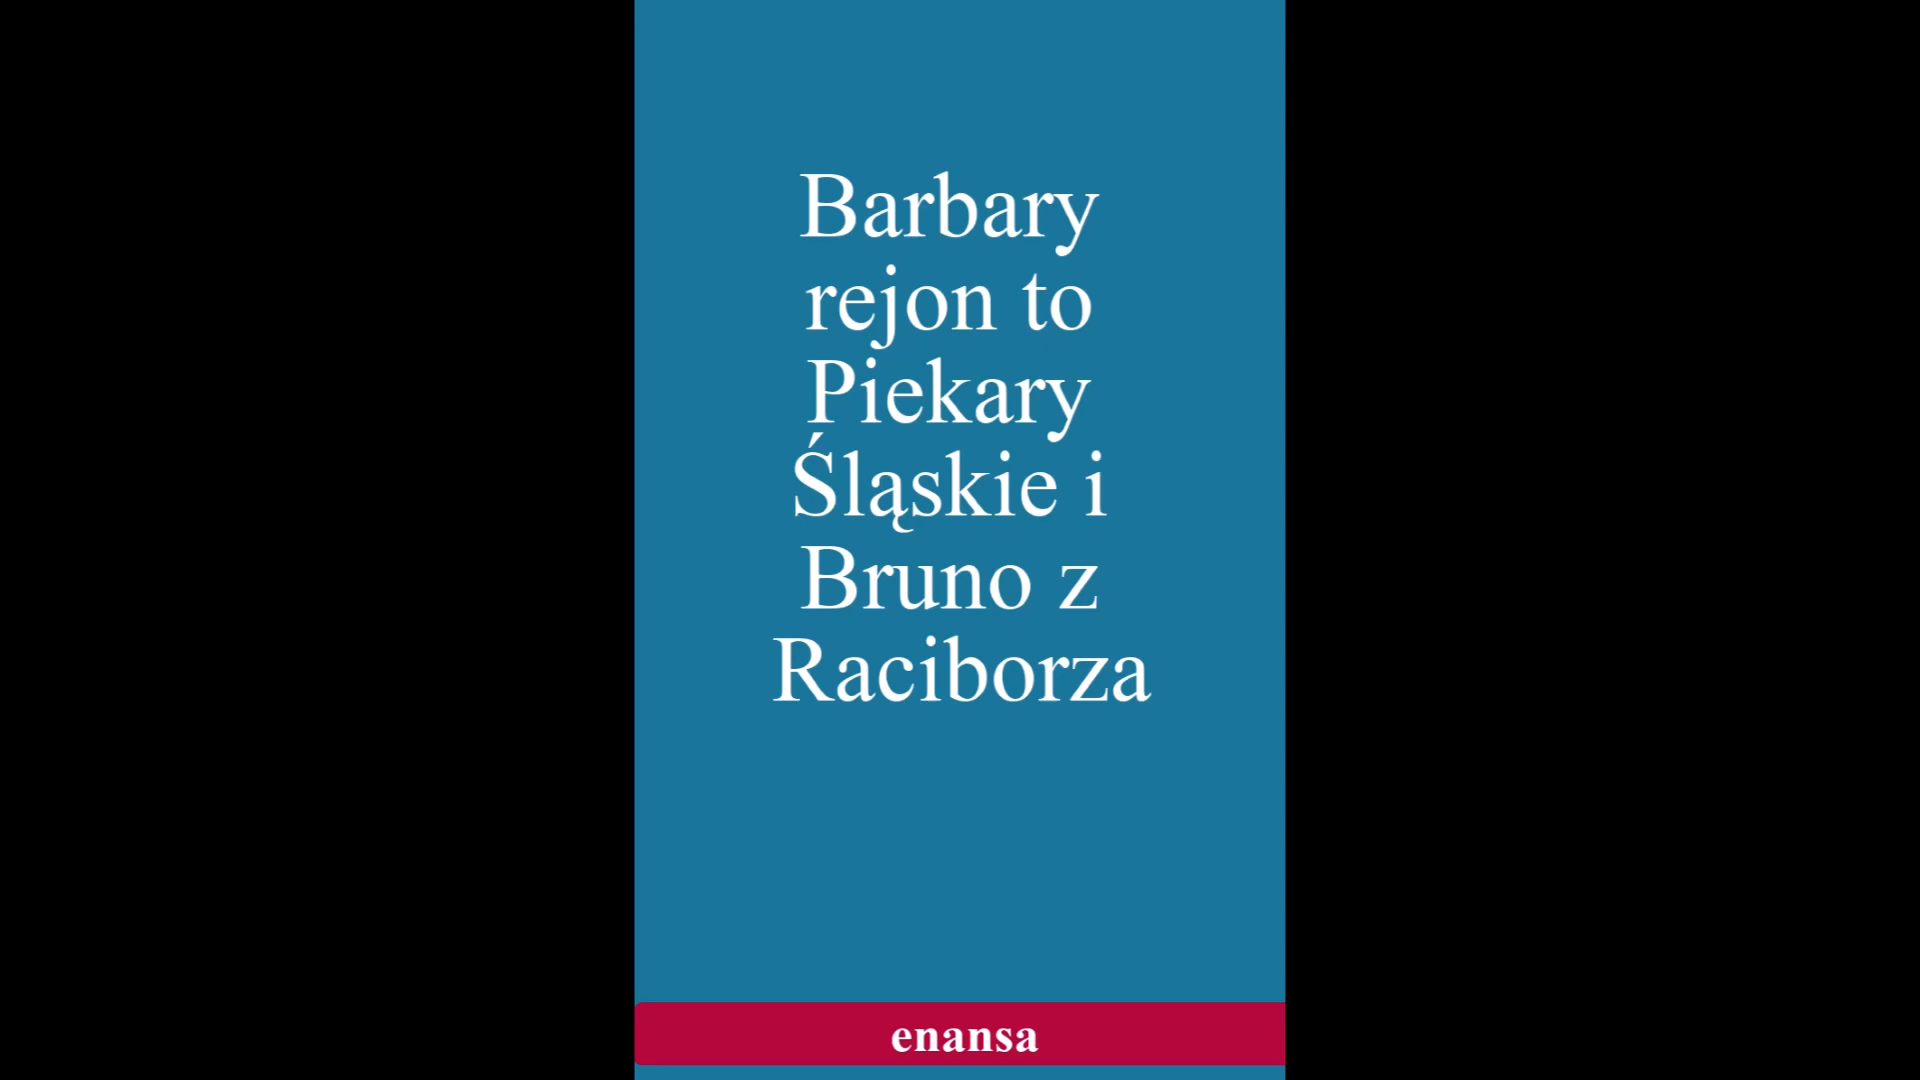 Barbary
rejon to
Piekary
Śląskie i
Bruno z
Raciborza
enansa